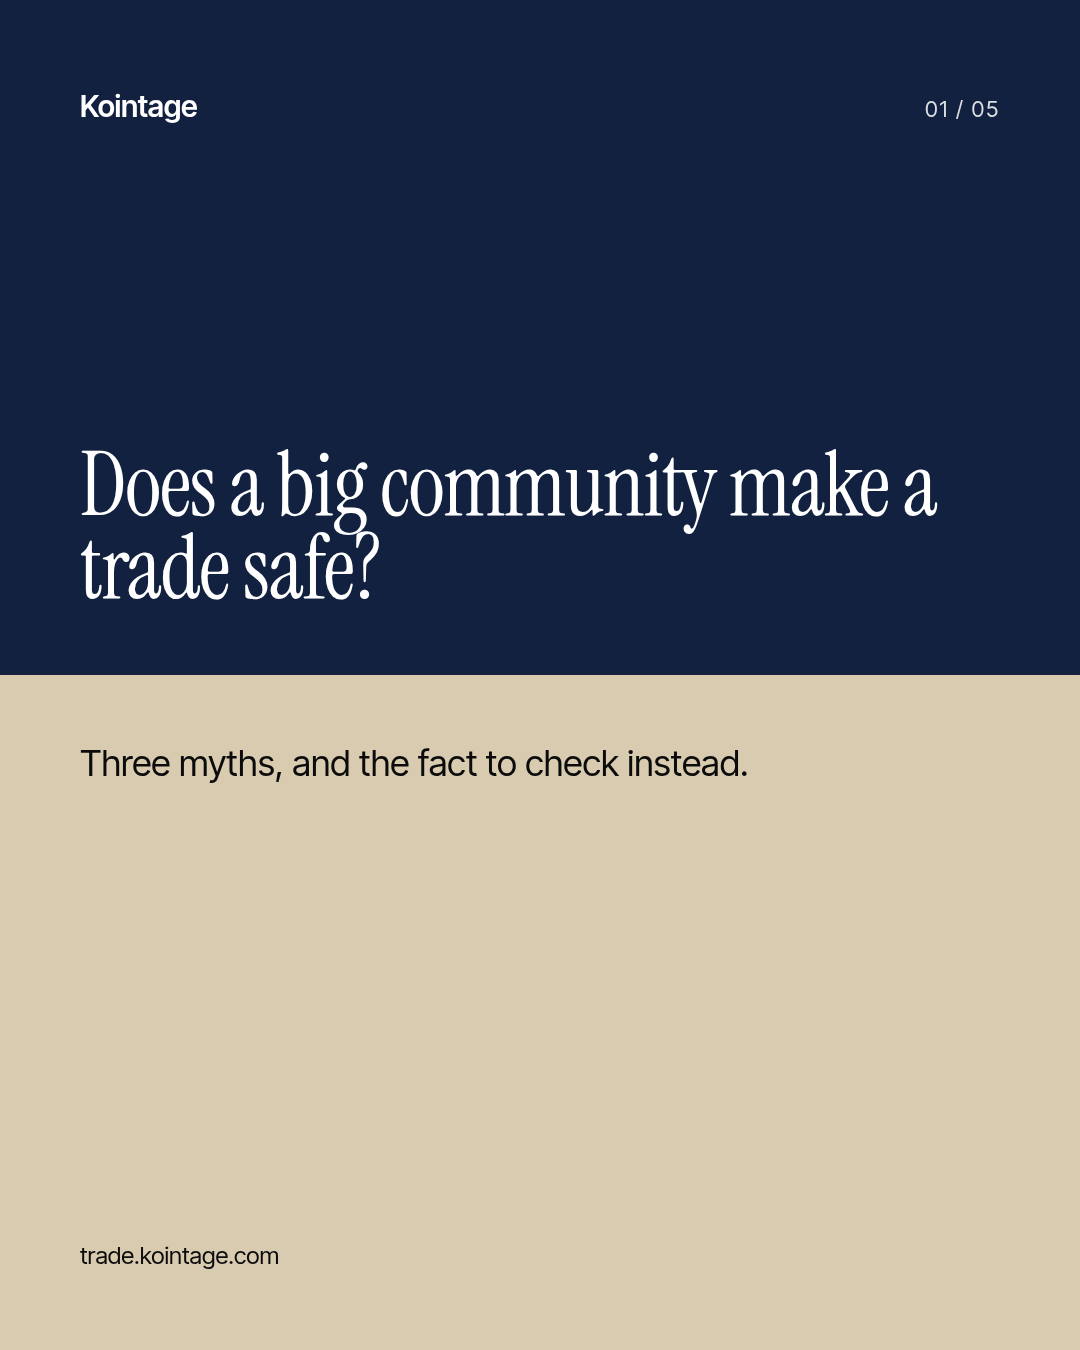 Kointage
01 / 05
Does a big community make a
trade safe?
Three myths, and the fact to check instead.
trade.kointage.com